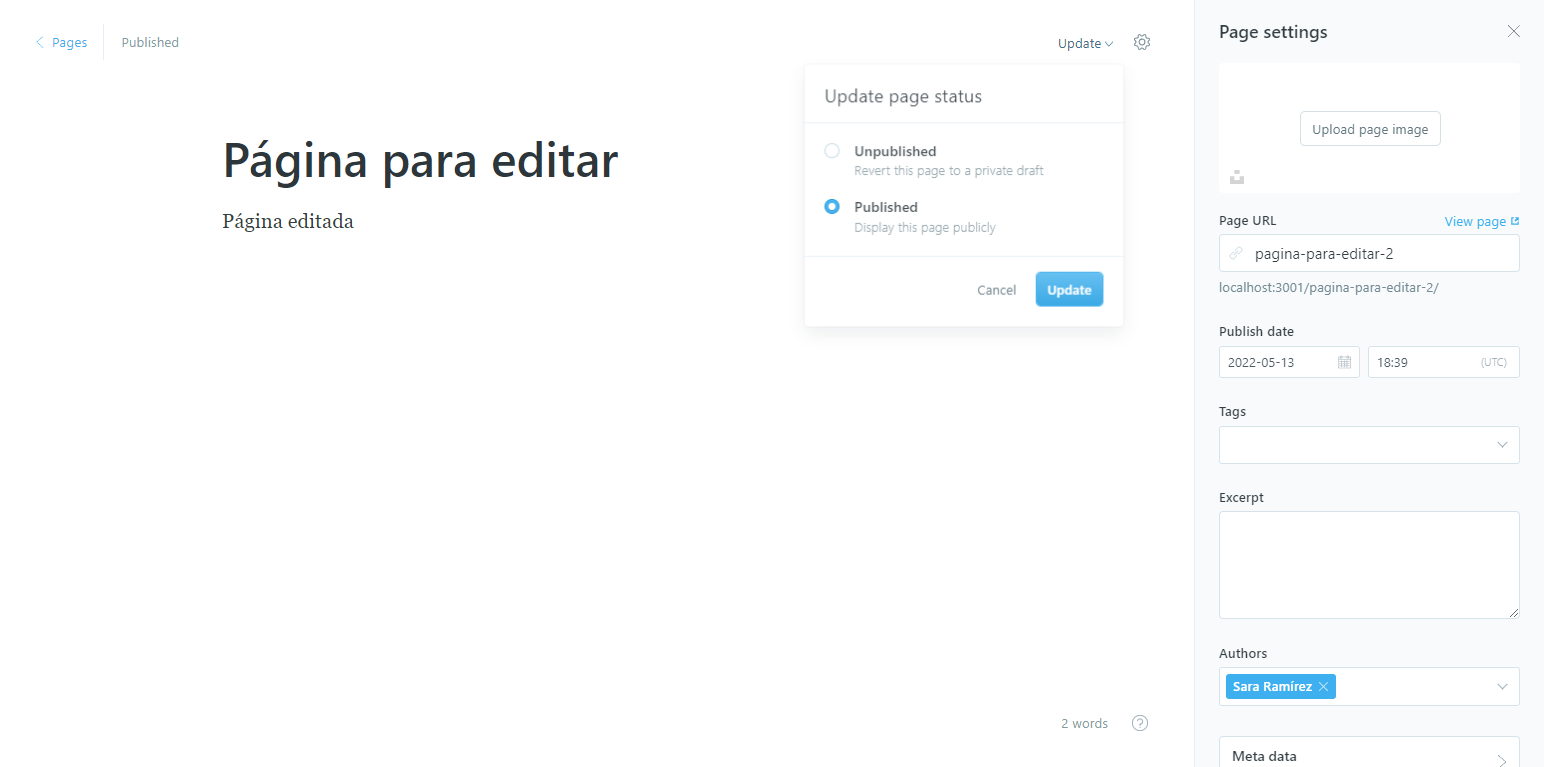 Pages
Published
Update
Página para editar
Página editada
Update page status
Unpublished
Revert this page to a private draft
Published
Display this page publicly
Cancel
Update
2 words
?
Page settings
Upload page image
Page URL
View page
pagina-para-editar-2
localhost:3001/pagina-para-editar-2/
Publish date
2022-05-13
18:39
(UTC)
Tags
Excerpt
Authors
Sara Ramírez
Meta data